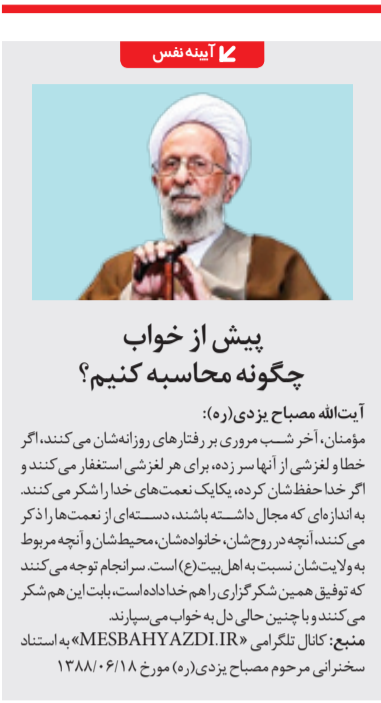 آیینه نفس
پیش از خواب
چگونه محاسبه کنیم؟
آیت‌الله مصباح یزدی(ره):
مؤمنان، آخر شــب مروری بر رفتارهای روزانه‌شان می‌کنند، اگر
خطا و لغزشی از آنها سر زده، برای هر لغزشی استغفار می‌کنند و
اگر خدا حفظ‌شان کرده، یکایک نعمت‌های خدا را شکر می‌کنند.
به اندازه‌ای که مجال داشــته باشند، دســته‌ای از نعمت‌ها را ذکر
می‌کنند، آنچه در روح‌شان، خانواده‌شان، محیط‌شان و آنچه مربوط
به ولایت‌شان نسبت به اهل‌بیت(ع) است. سرانجام توجه می‌کنند
که توفیق همین شکرگزاری را هم خدا داده است، بابت این هم شکر
می‌کنند و با چنین حالی دل به خواب می‌سپارند.
منبع: کانال تلگرامی «MESBAHYAZDI.IR» به استناد
سخنرانی مرحوم مصباح یزدی(ره) مورخ ۱۳۸۸/۰۶/۱۸